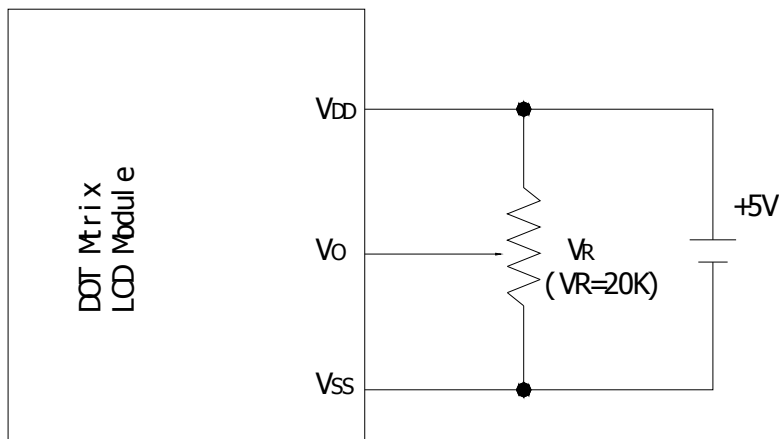 DOT Mtrix
LCD Module
VDD
VO
VSS
VR
(VR=20K)
+5V